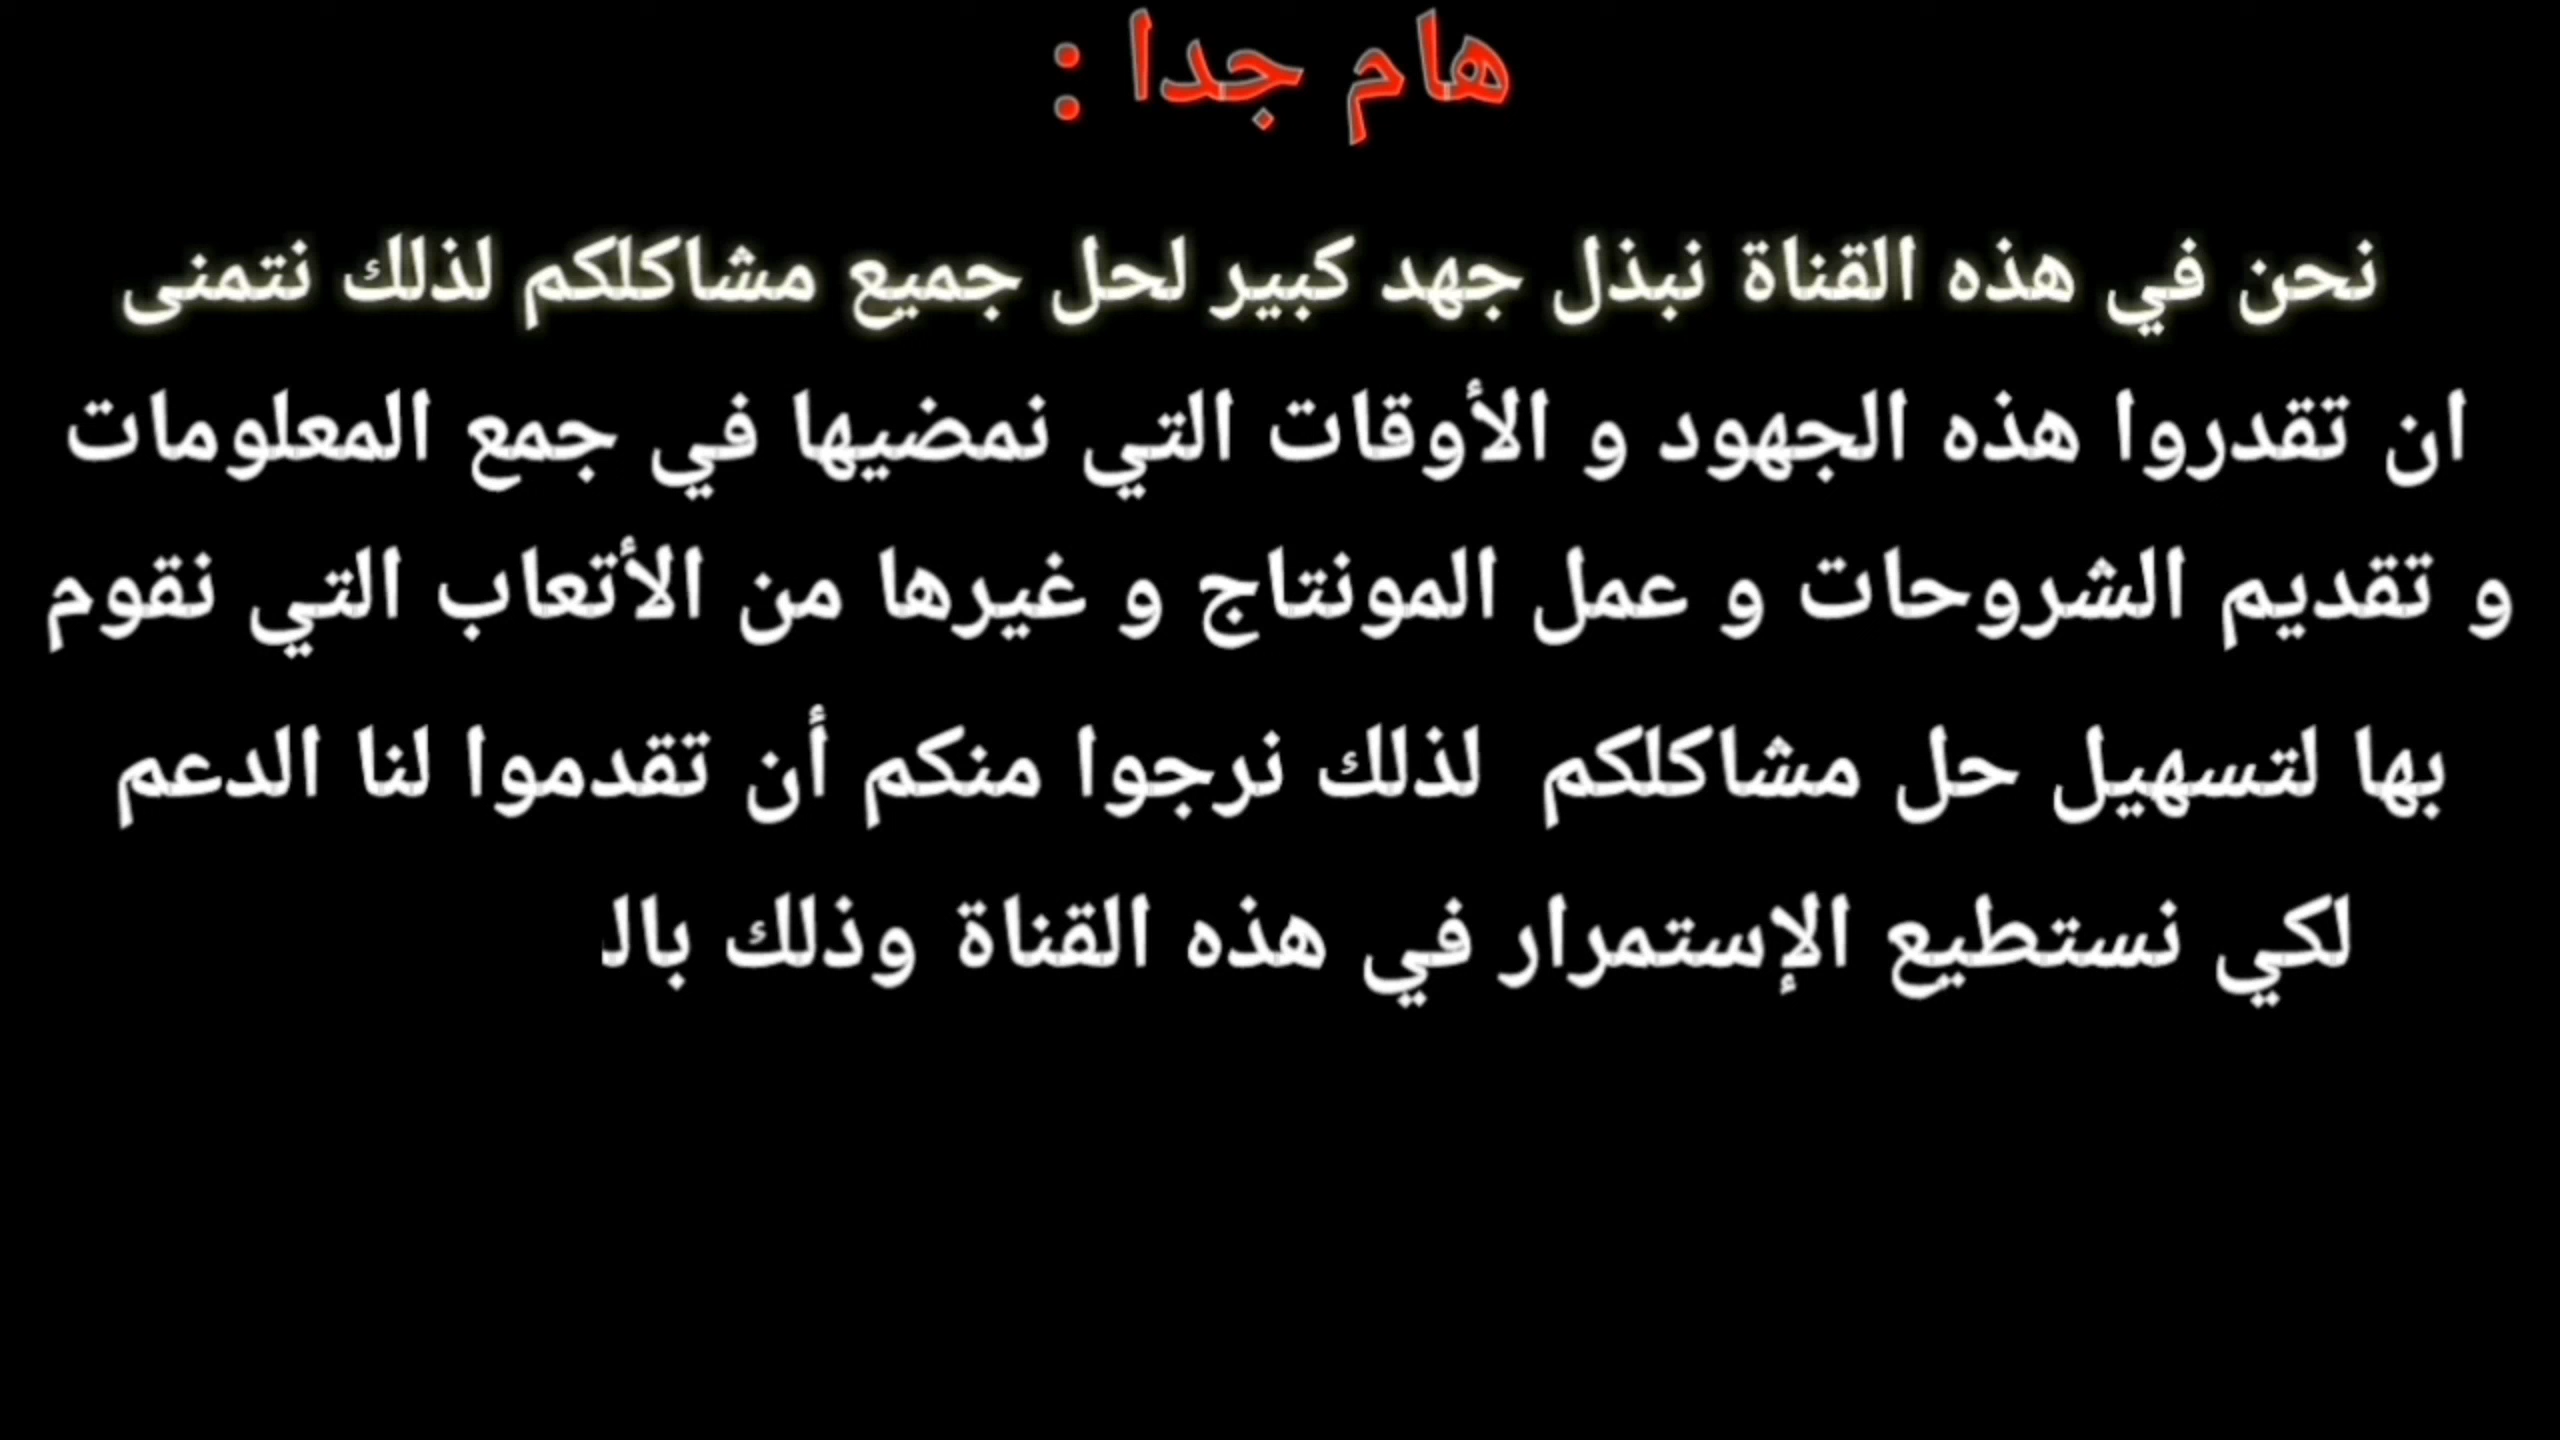 هام جدا :
نحن في هذه القناة نبذل جهد كبير لحل جميع مشاكلكم لذلك نتمنى
ان تقدروا هذه الجهود و الأوقات التي نمضيها في جمع المعلومات
و تقديم الشروحات و عمل المونتاج و غيرها من الأتعاب التي نقوم
بها لتسهيل حل مشاكلكم لذلك نرجوا منكم أن تقدموا لنا الدعم
لكي نستطيع الإستمرار في هذه القناة وذلك بالـ